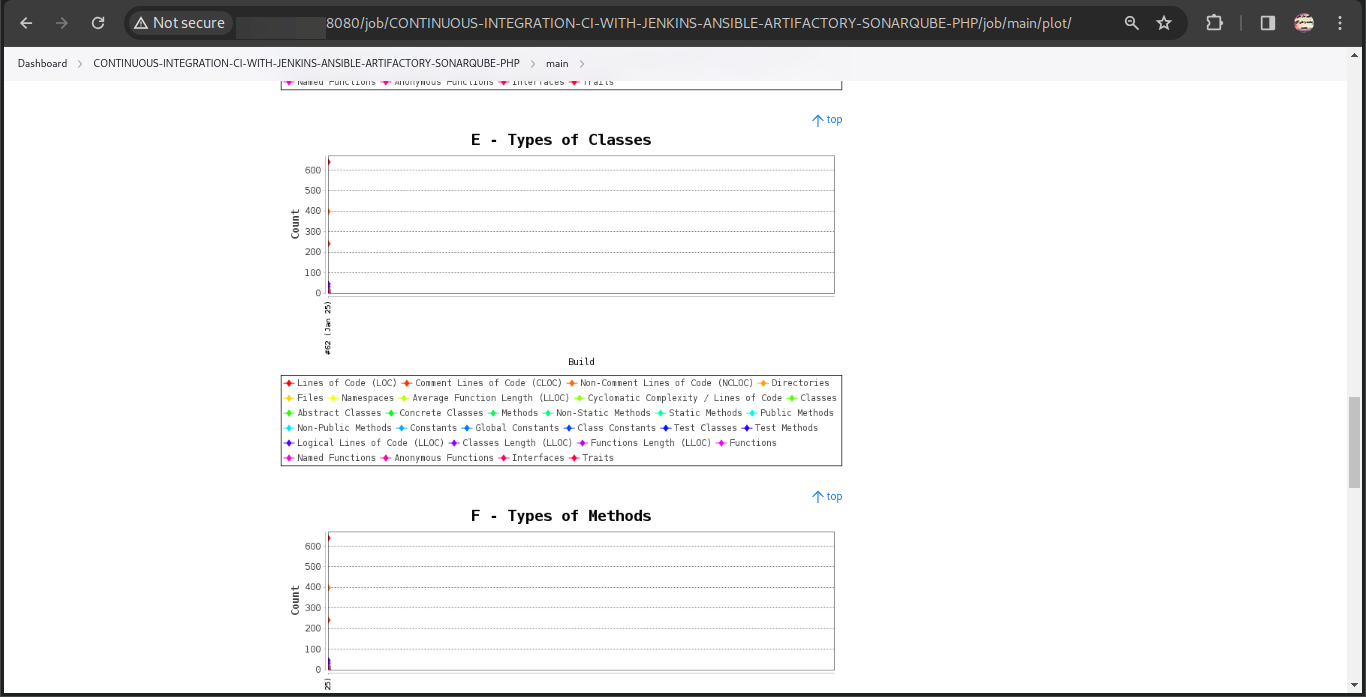 Not secure 8080/job/CONTINUOUS-INTEGRATION-CI-WITH-JENKINS-ANSIBLE-ARTIFACTORY-SONARQUBE-PHP/job/main/plot/
Dashboard CONTINUOUS-INTEGRATION-CI-WITH-JENKINS-ANSIBLE-ARTIFACTORY-SONARQUBE-PHP main
Named Functions Anonymous Functions Interfaces Traits
top
E - Types of Classes
600
500
400
300
200
100
0
Count
#62 (Jan 25)
Build
Lines of Code (LOC) Comment Lines of Code (CLOC) Non-Comment Lines of Code (NCLOC) Directories
Files Namespaces Average Function Length (LLOC) Cyclomatic Complexity / Lines of Code Classes
Abstract Classes Concrete Classes Methods Non-Static Methods Static Methods Public Methods
Non-Public Methods Constants Global Constants Class Constants Test Classes Test Methods
Logical Lines of Code (LLOC) Classes Length (LLOC) Functions Length (LLOC) Functions
Named Functions Anonymous Functions Interfaces Traits
top
F - Types of Methods
600
500
400
300
200
100
0
Count
25)